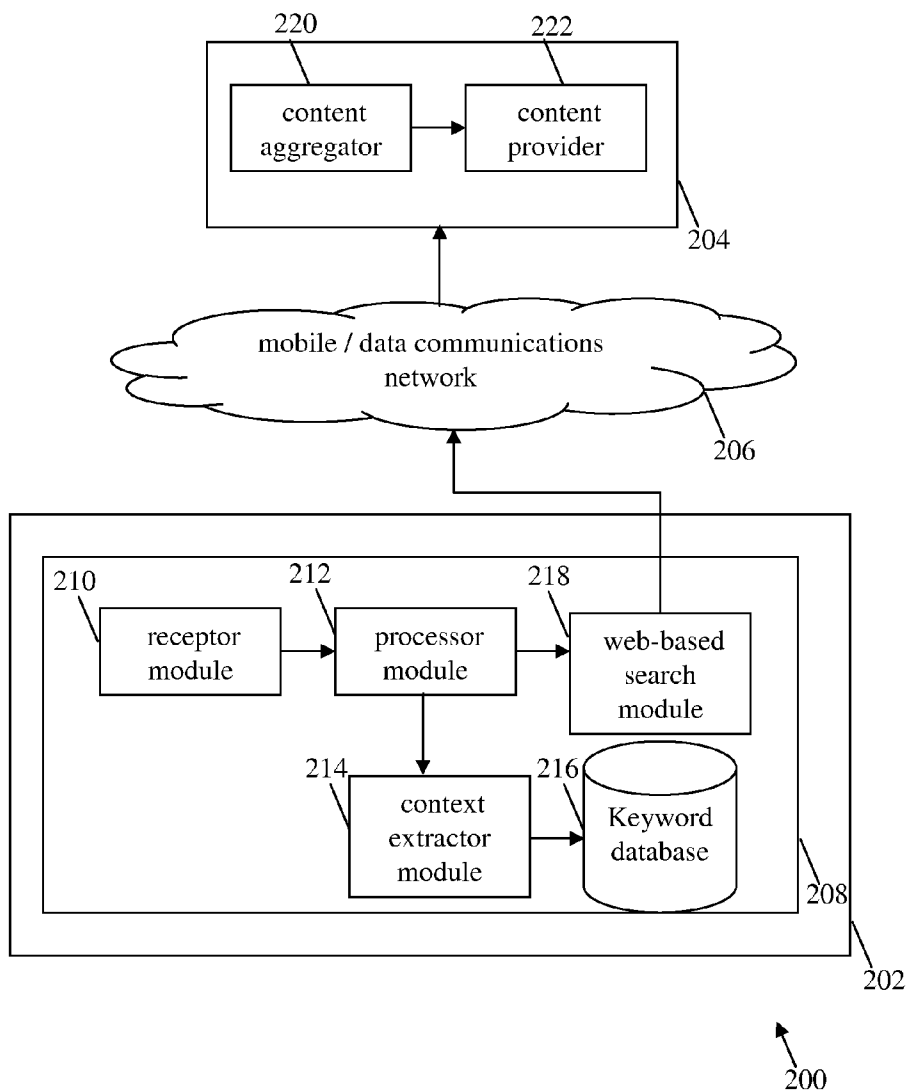 220
222
content
aggregator
content
provider
204
mobile / data communications
network
206
210
212
218
receptor
module
processor
module
web-based
search
module
214
216
context
extractor
module
Keyword
database
208
202
200